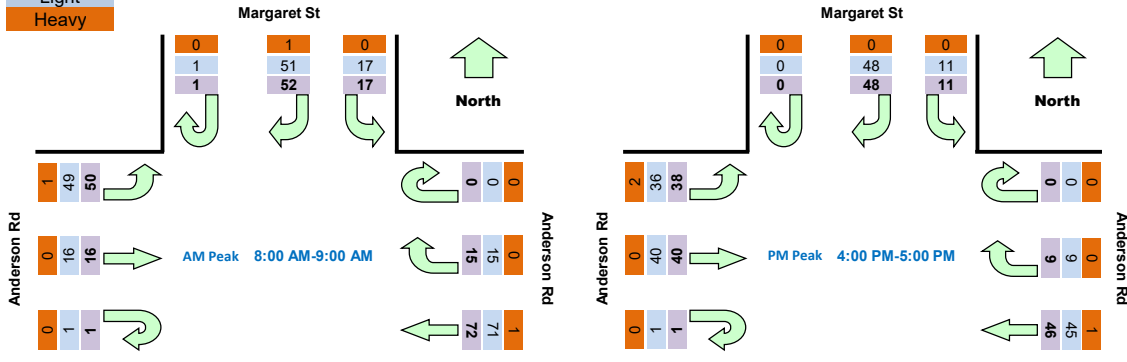 Light
Heavy
Margaret St
0 1 0
1 51 17
1 52 17
North
1 49 50
0 16 16
0 1 1
Anderson Rd
AM Peak 8:00 AM-9:00 AM
0 0 0
15 15 0
72 71 1
Anderson Rd
Margaret St
0 0 0
0 48 11
0 48 11
North
2 36 38
0 40 40
0 1 1
Anderson Rd
PM Peak 4:00 PM-5:00 PM
0 0 0
9 9 0
46 45 1
Anderson Rd